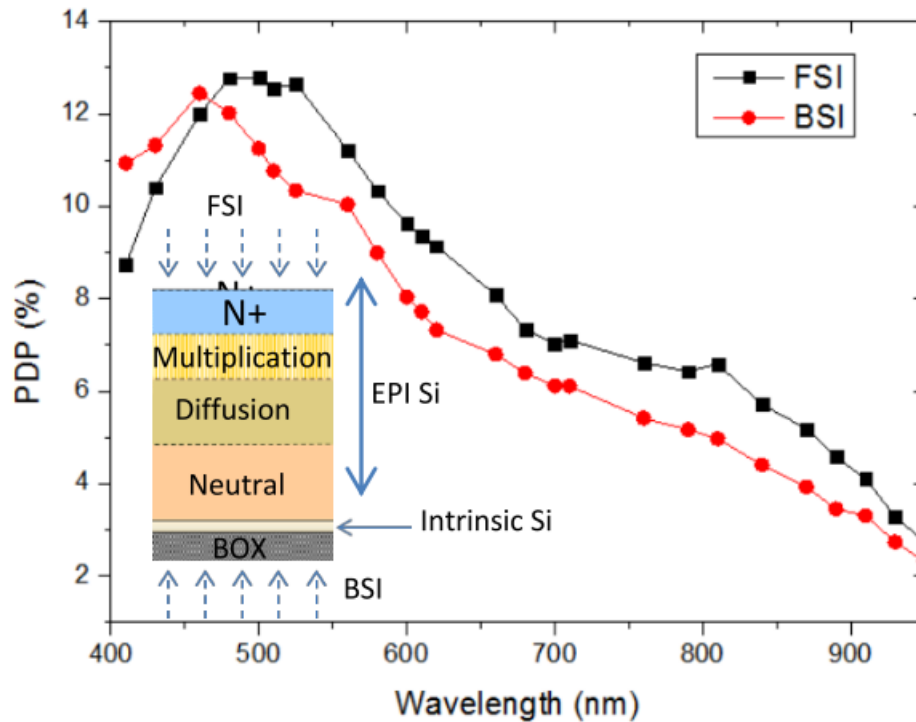 14
12
10
8
6
4
2
PDP (%)
400
500
600
700
800
900
Wavelength (nm)
FSI
BSI
FSI
N+
N+
Multiplication
Diffusion
Neutral
BOX
EPI Si
Intrinsic Si
BSI